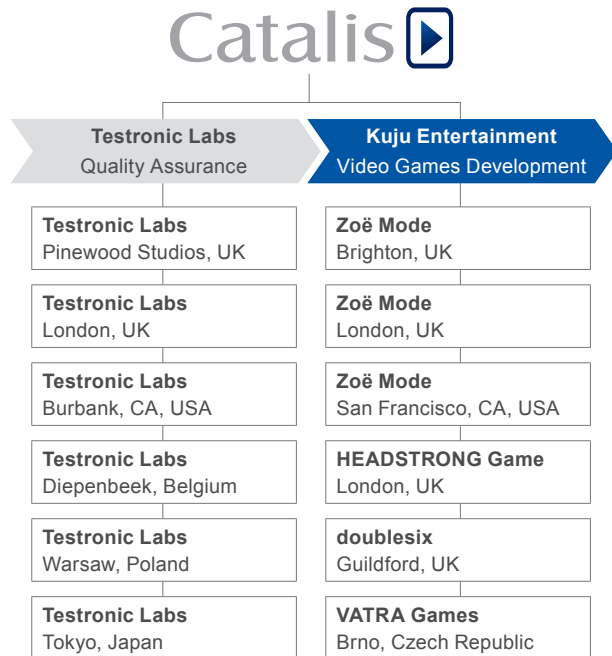 Catalis
Testronic Labs
Quality Assurance
Kuju Entertainment
Video Games Development
Testronic Labs
Pinewood Studios, UK
Testronic Labs
London, UK
Testronic Labs
Burbank, CA, USA
Testronic Labs
Diepenbeek, Belgium
Testronic Labs
Warsaw, Poland
Testronic Labs
Tokyo, Japan
Zoë Mode
Brighton, UK
Zoë Mode
London, UK
Zoë Mode
San Francisco, CA, USA
HEADSTRONG Game
London, UK
doublesix
Guildford, UK
VATRA Games
Brno, Czech Republic